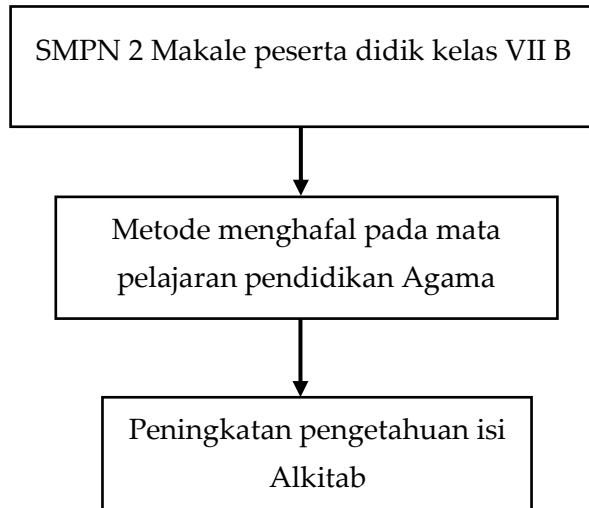 SMPN 2 Makale peserta didik kelas VII B
Metode menghafal pada mata
pelajaran pendidikan Agama
Peningkatan pengetahuan isi
Alkitab